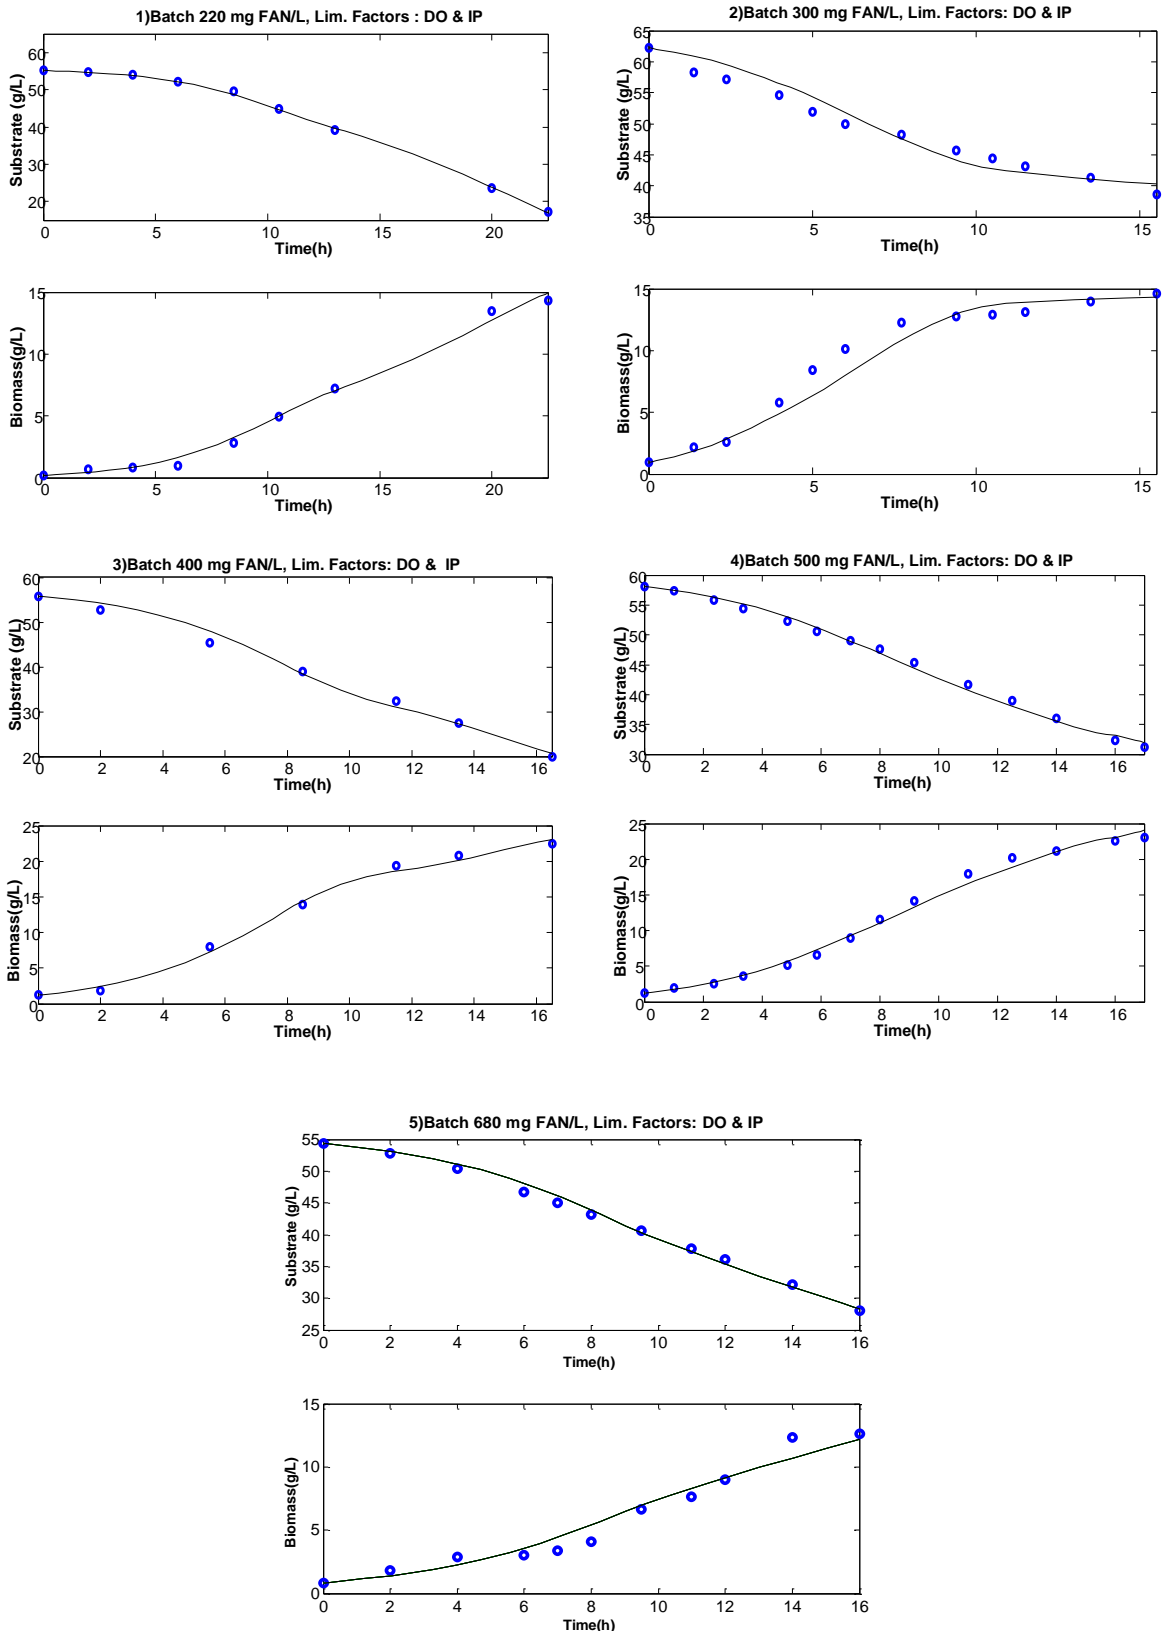 1)Batch 220 mg FAN/L, Lim. Factors : DO & IP
Substrate (g/L)
60
50
40
30
20
0 5 10 15 20
Time(h)
Biomass(g/L)
15
10
5
0
0 5 10 15 20
Time(h)
2)Batch 300 mg FAN/L, Lim. Factors: DO & IP
Substrate (g/L)
65
60
55
50
45
40
35
0 5 10 15
Time(h)
Biomass(g/L)
15
10
5
0
0 5 10 15
Time(h)
3)Batch 400 mg FAN/L, Lim. Factors: DO & IP
Substrate (g/L)
60
50
40
30
20
0 2 4 6 8 10 12 14 16
Time(h)
Biomass(g/L)
25
20
15
10
5
0
0 2 4 6 8 10 12 14 16
Time(h)
4)Batch 500 mg FAN/L, Lim. Factors: DO & IP
Substrate (g/L)
60
55
50
45
40
35
30
0 2 4 6 8 10 12 14 16
Time(h)
Biomass(g/L)
25
20
15
10
5
0
0 2 4 6 8 10 12 14 16
Time(h)
5)Batch 680 mg FAN/L, Lim. Factors: DO & IP
Substrate (g/L)
55
50
45
40
35
30
25
0 2 4 6 8 10 12 14 16
Time(h)
Biomass(g/L)
15
10
5
0
0 2 4 6 8 10 12 14 16
Time(h)